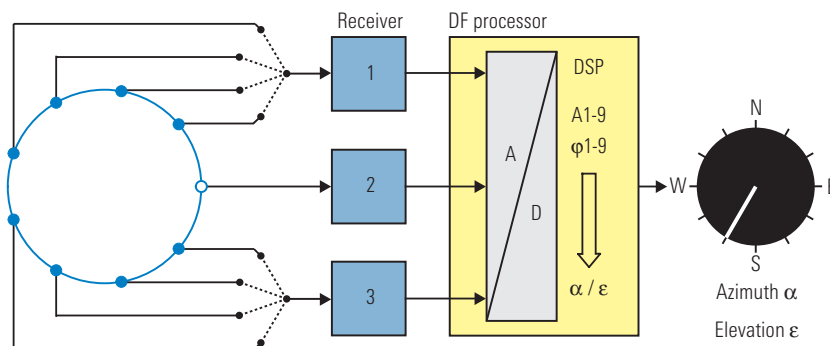 Receiver
DF processor
1
2
3
A
D
DSP
A1-9
φ1-9
α / ε
N
W
E
S
Azimuth α
Elevation ε